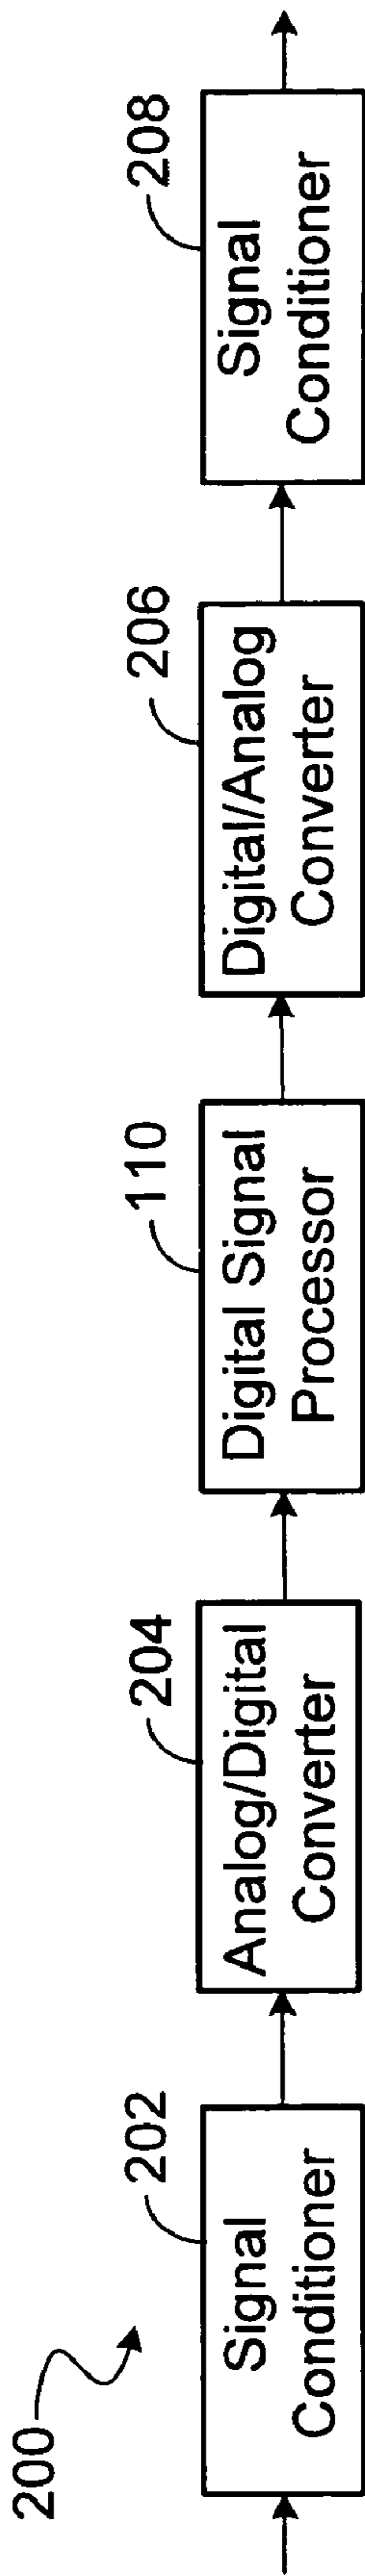 200
202
Signal
Conditioner
204
Analog/Digital
Converter
110
Digital Signal
Processor
206
Digital/Analog
Converter
208
Signal
Conditioner